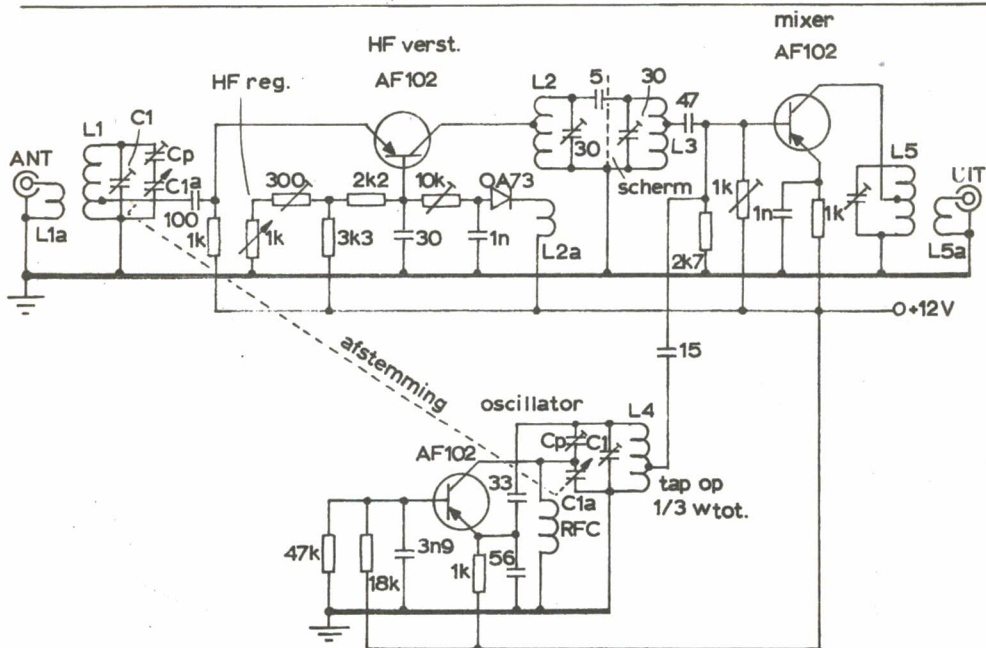 mixer
HF verst.
AF102
AF102
HF reg.
L2
5
30
47
L1
C1
ANT
Cp
30
L3
L5
UIT
300
2k2
10k
OA73
scherm
C1a
100
1k
1n
1k
L1a
1k
1k
3k3
30
1n
L2a
2k7
L5a
+12V
15
afstemming
oscillator
L4
Cp
C1
AF102
33
C1a
tap op
1/3 wtot.
RFC
47k
18k
3n9
1k
56